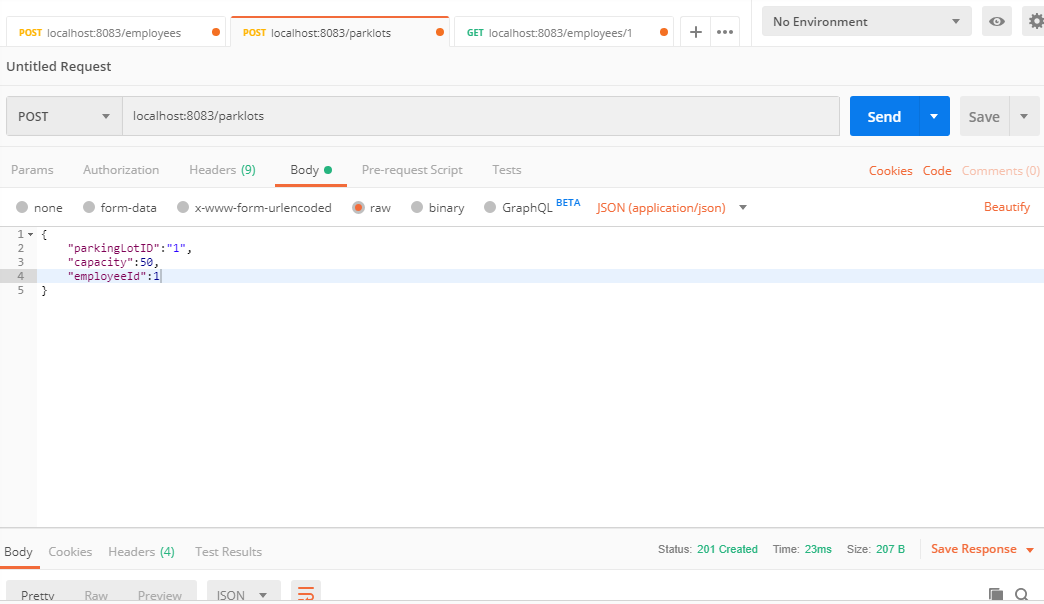 POST localhost:8083/employees POST localhost:8083/parklots GET localhost:8083/employees/1 + ••• No Environment
Untitled Request
POST localhost:8083/parklots Send Save
Params Authorization Headers (9) Body Pre-request Script Tests Cookies Code Comments (0)
none form-data x-www-form-urlencoded raw binary GraphQL BETA JSON (application/json) Beautify
1 {
2 "parkingLotID":"1",
3 "capacity":50,
4 "employeeId":1
5 }
Body Cookies Headers (4) Test Results Status: 201 Created Time: 23ms Size: 207 B Save Response
Pretty Raw Preview JSON